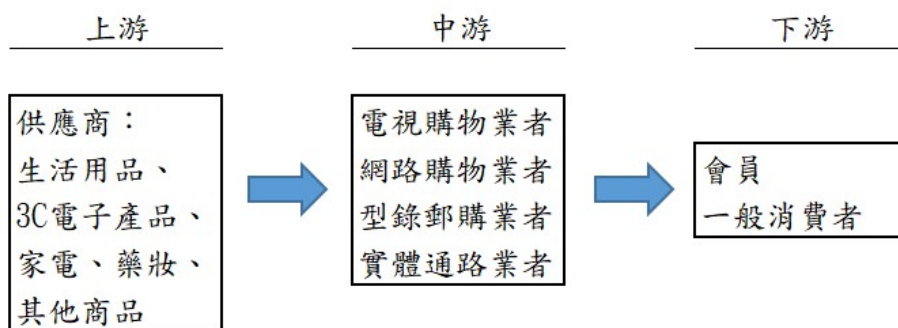 上游
中游
下游
供應商：
生活用品、
3C電子產品、
家電、藥妝、
其他商品
電視購物業者
網路購物業者
型錄郵購業者
實體通路業者
會員
一般消費者